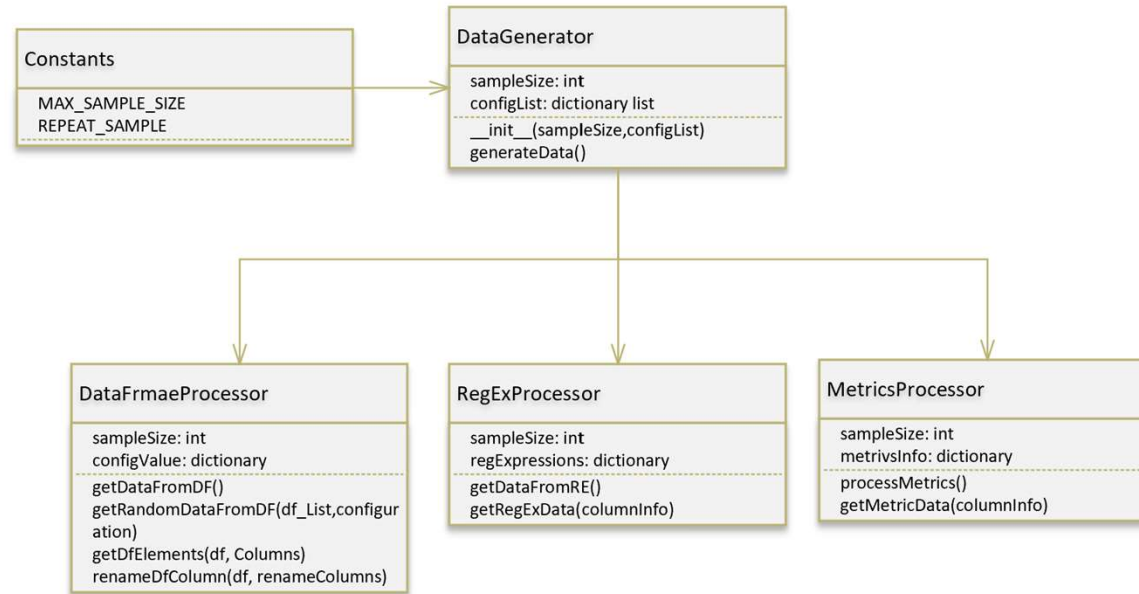 Constants
MAX_SAMPLE_SIZE
REPEAT_SAMPLE
DataGenerator
sampleSize: int
configList: dictionary list
__init__(sampleSize,configList)
generateData()
DataFrmaeProcessor
sampleSize: int
configValue: dictionary
getDataFromDF()
getRandomDataFromDF(df_List,configur
ation)
getDfElements(df, Columns)
renameDfColumn(df, renameColumns)
RegExProcessor
sampleSize: int
regExpressions: dictionary
getDataFromRE()
getRegExData(columnInfo)
MetricsProcessor
sampleSize: int
metrivsInfo: dictionary
processMetrics()
getMetricData(columnInfo)